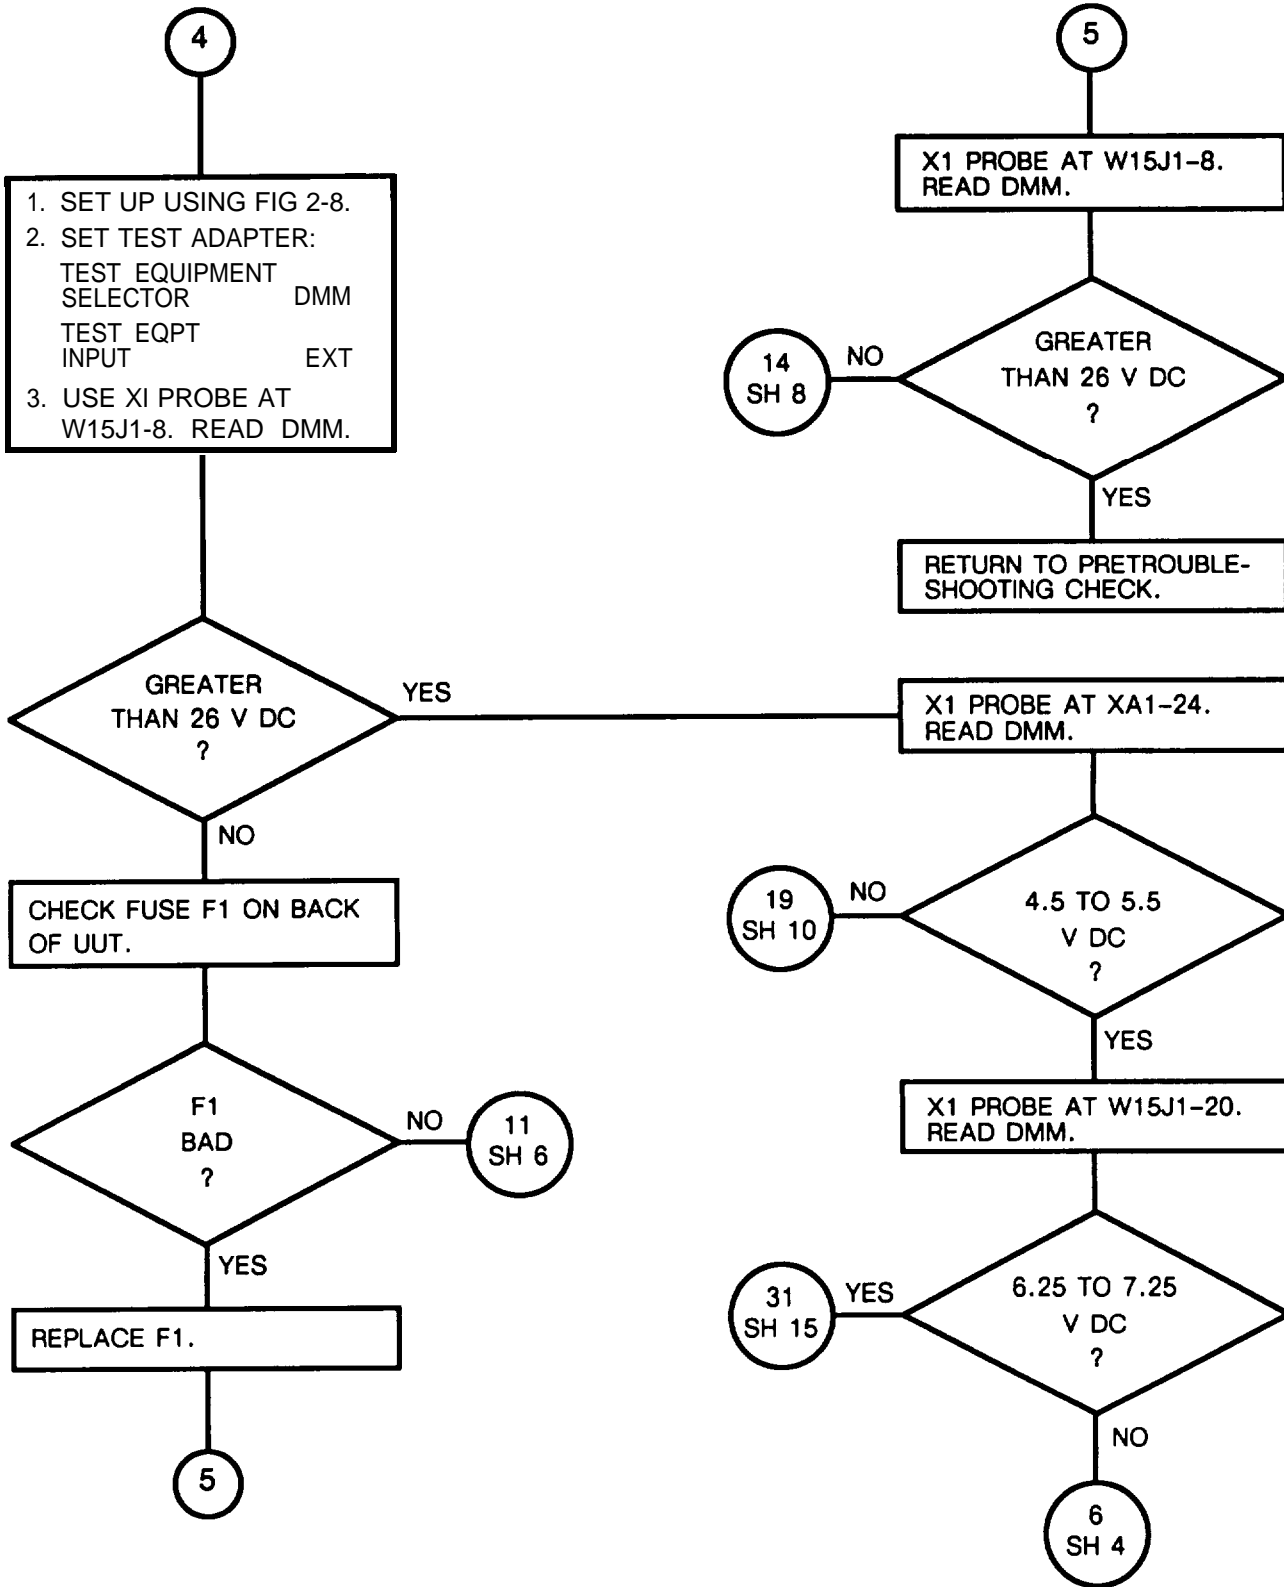 4
1. SET UP USING FIG 2-8.
2. SET TEST ADAPTER:
TEST EQUIPMENT
SELECTOR DMM
TEST EQPT
INPUT EXT
3. USE XI PROBE AT
W15J1-8. READ DMM.
GREATER
THAN 26 V DC
?
YES
NO
CHECK FUSE F1 ON BACK
OF UUT.
F1
BAD
?
NO
11
SH 6
YES
REPLACE F1.
5
5
X1 PROBE AT W15J1-8.
READ DMM.
GREATER
THAN 26 V DC
?
NO
14
SH 8
YES
RETURN TO PRETROUBLE-
SHOOTING CHECK.
X1 PROBE AT XA1-24.
READ DMM.
4.5 TO 5.5
V DC
?
NO
19
SH 10
YES
X1 PROBE AT W15J1-20.
READ DMM.
6.25 TO 7.25
V DC
?
YES
31
SH 15
NO
6
SH 4